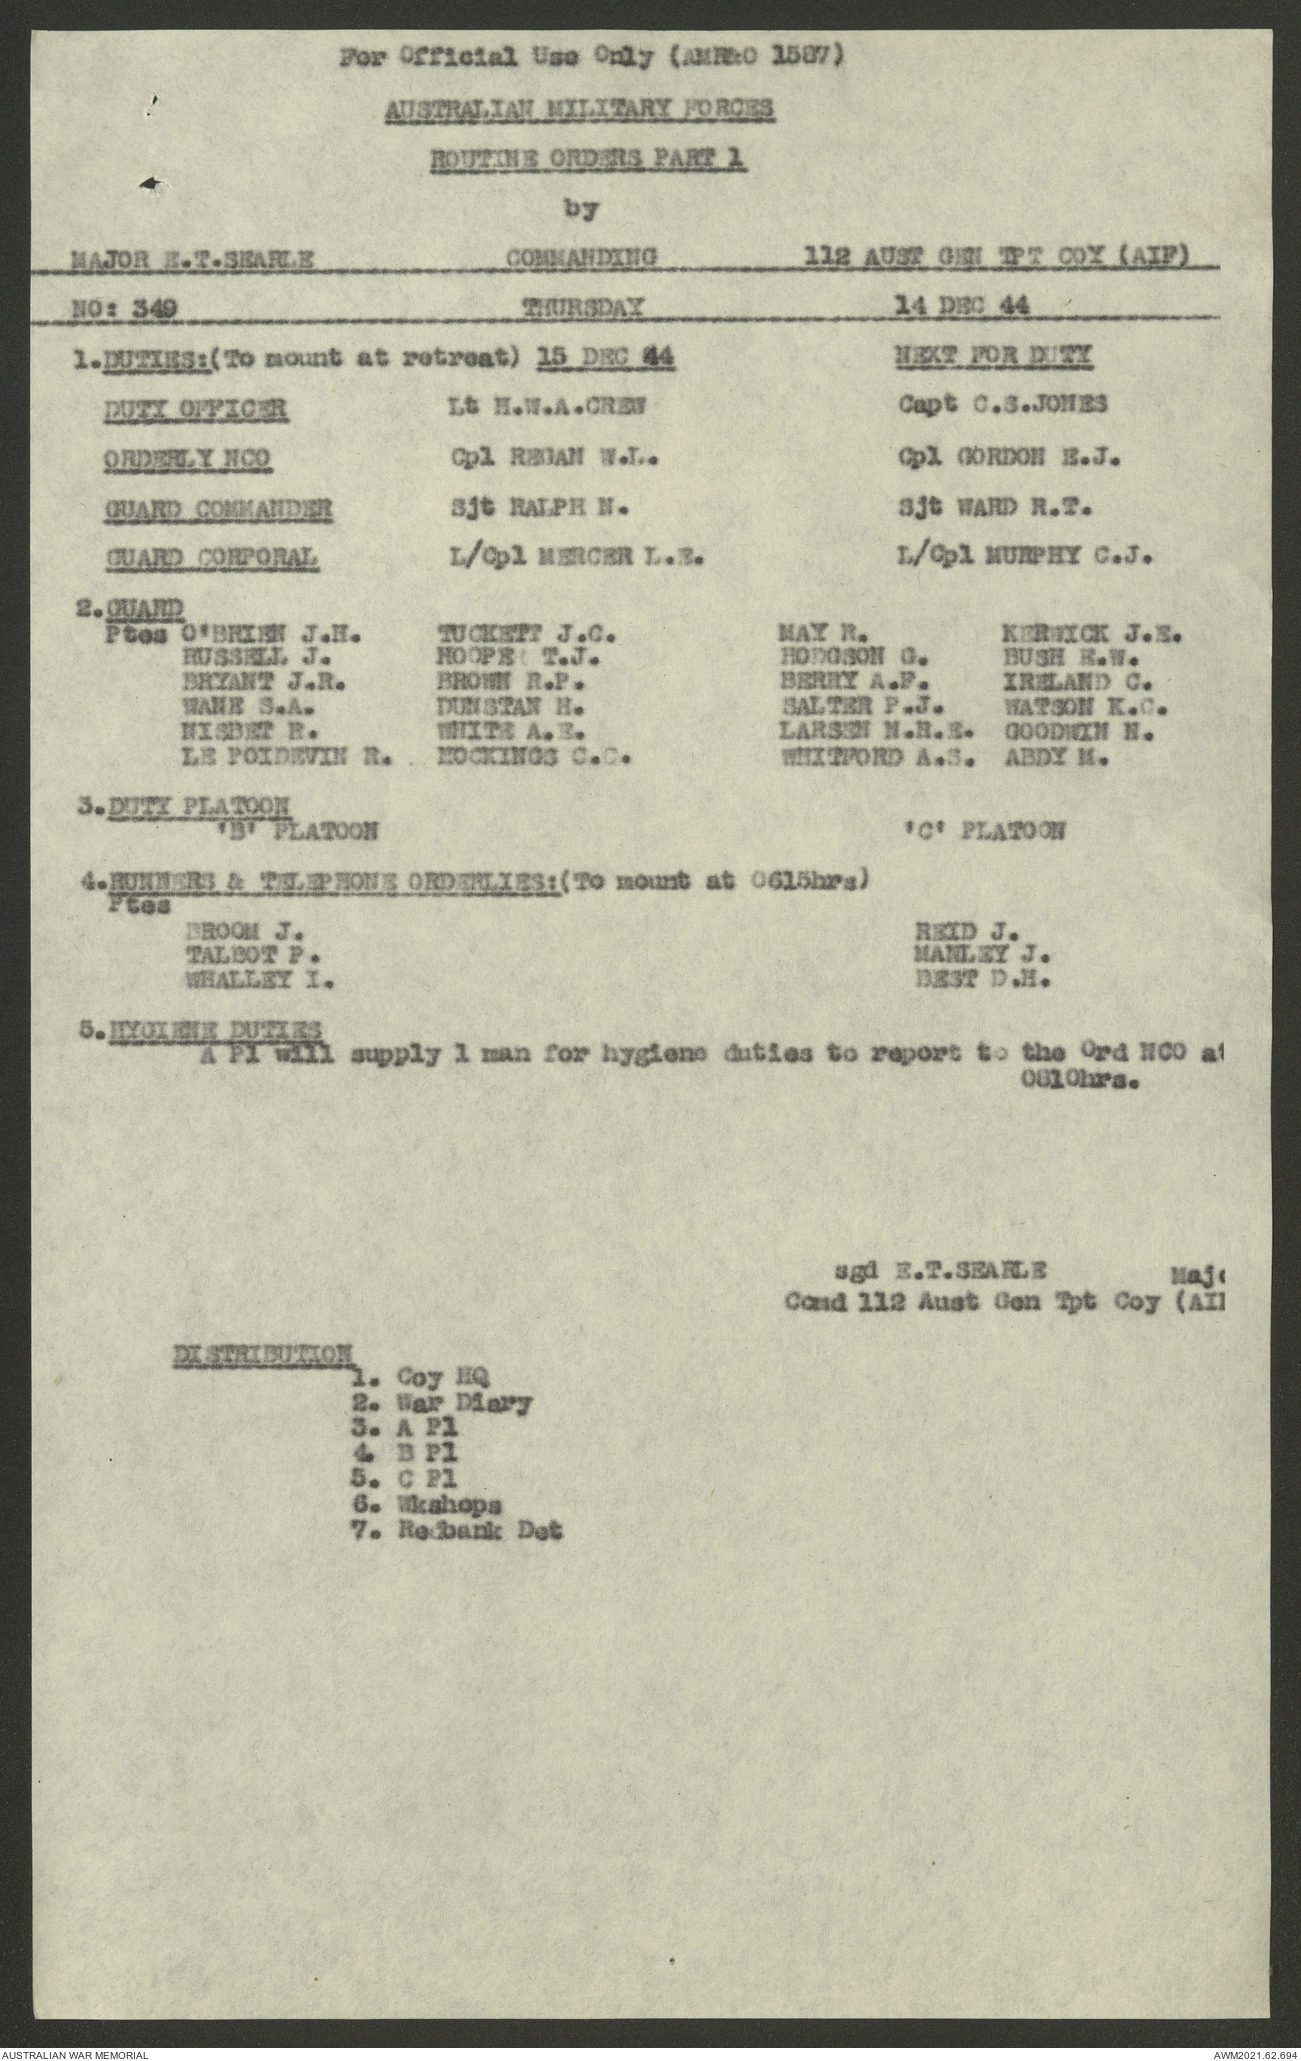 For Official Use Only (AMR&O 1587)
AUSTRALIAN MILITARY FORCES
ROUTINE ORDERS PART 1
by
MAJOR E.T.SEARLE COMMANDING 112 AUST GEN TPT COY (AIF)
NO: 349 THURSDAY 14 DEC 44
1.DUTIES:(To mount at retreat) 15 DEC 44 NEXT FOR DUTY
DUTY OFFICER Lt H.W.A.CREW Capt C.S.JONES
ORDERLY NCO Cpl REGAN W.L. Cpl GORDON E.J.
GUARD COMMANDER Sjt RALPH N. Sjt WARD R.T.
GUARD CORPORAL L/Cpl MERCER L.E. L/Cpl MURPHY C.J.
2.GUARD
Ptes O'BRIEN J.H. TUCKETT J.C. MAY R. KERWICK J.E.
RUSSELL J. HOOPER T.J. HODGSON G. BUSH E.W.
BRYANT J.R. BROWN R.P. BERRY A.F. IRELAND C.
WANE S.A. DUNSTAN H. SALTER P.J. WATSON K.C.
NISBET R. WHITE A.E. LARSEN M.R.E. GOODWIN N.
LE POIDEVIN R. HOCKINGS C.C. WHITFORD A.S. ABDY M.
3.DUTY PLATOON
'B' PLATOON 'C' PLATOON
4.RUNNERS & TELEPHONE ORDERLIES:(To mount at 0615hrs)
Ptes
BROOM J. REID J.
TALBOT P. MANLEY J.
WHALLEY I. BEST D.H.
5.HYGIENE DUTIES
A Pl will supply 1 man for hygiene duties to report to the Ord NCO at
0810hrs.
sgd E.T.SEARLE Majo
Comd 112 Aust Gen Tpt Coy (AIF
DISTRIBUTION
1. Coy HQ
2. War Diary
3. A Pl
4. B Pl
5. C Pl
6. Wkshops
7. Redbank Det
AUSTRALIAN WAR MEMORIAL AWM2021.62.694